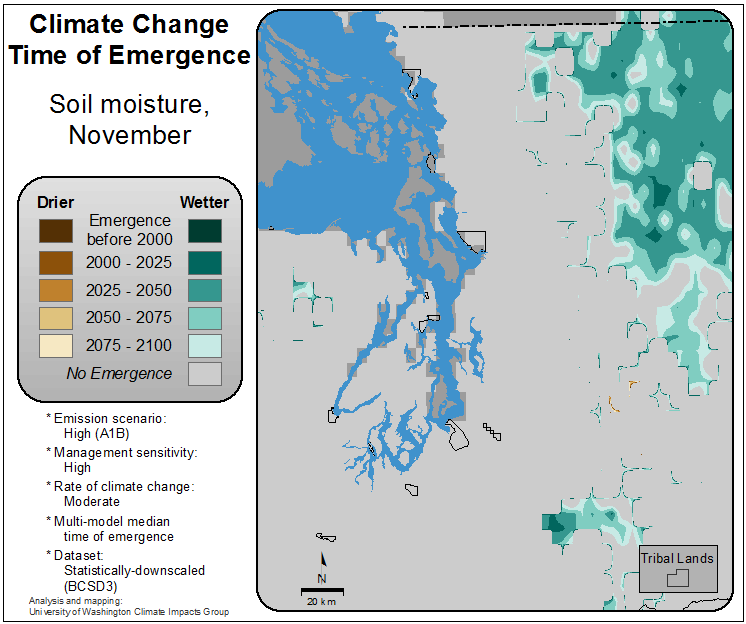 Climate Change
Time of Emergence
Soil moisture,
November
Drier Wetter
Emergence
before 2000
2000 - 2025
2025 - 2050
2050 - 2075
2075 - 2100
No Emergence
* Emission scenario:
High (A1B)
* Management sensitivity:
High
* Rate of climate change:
Moderate
* Multi-model median
time of emergence
* Dataset:
Statistically-downscaled
(BCSD3)
Analysis and mapping:
University of Washington Climate Impacts Group
N
20 km
Tribal Lands